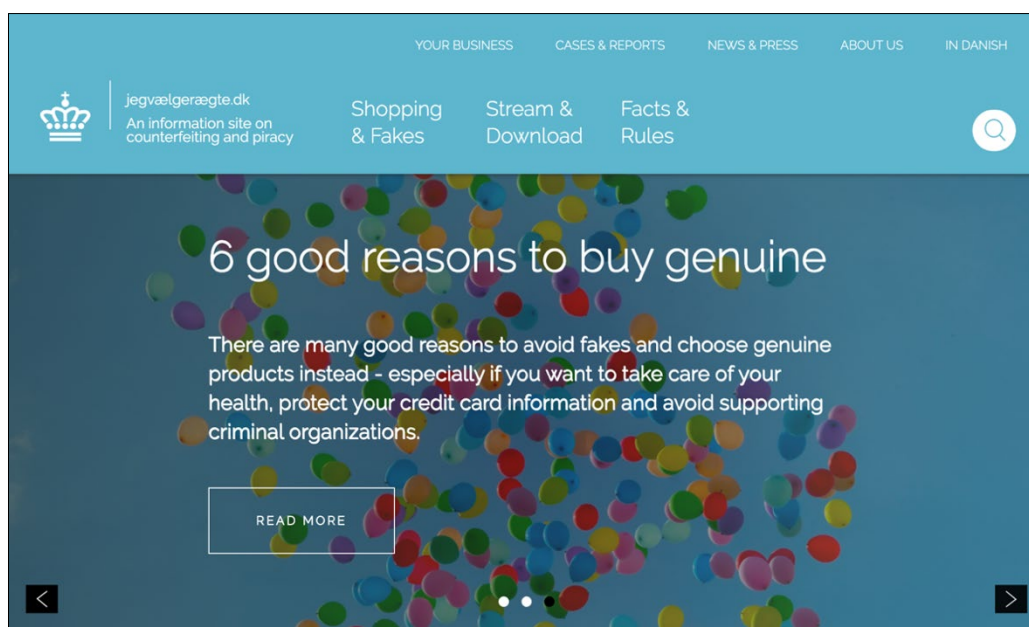 YOUR BUSINESS CASES & REPORTS NEWS & PRESS ABOUT US IN DANISH
jegvælgerægte.dk
An information site on
counterfeiting and piracy
Shopping
& Fakes
Stream &
Download
Facts &
Rules
6 good reasons to buy genuine
There are many good reasons to avoid fakes and choose genuine
products instead - especially if you want to take care of your
health, protect your credit card information and avoid supporting
criminal organizations.
READ MORE